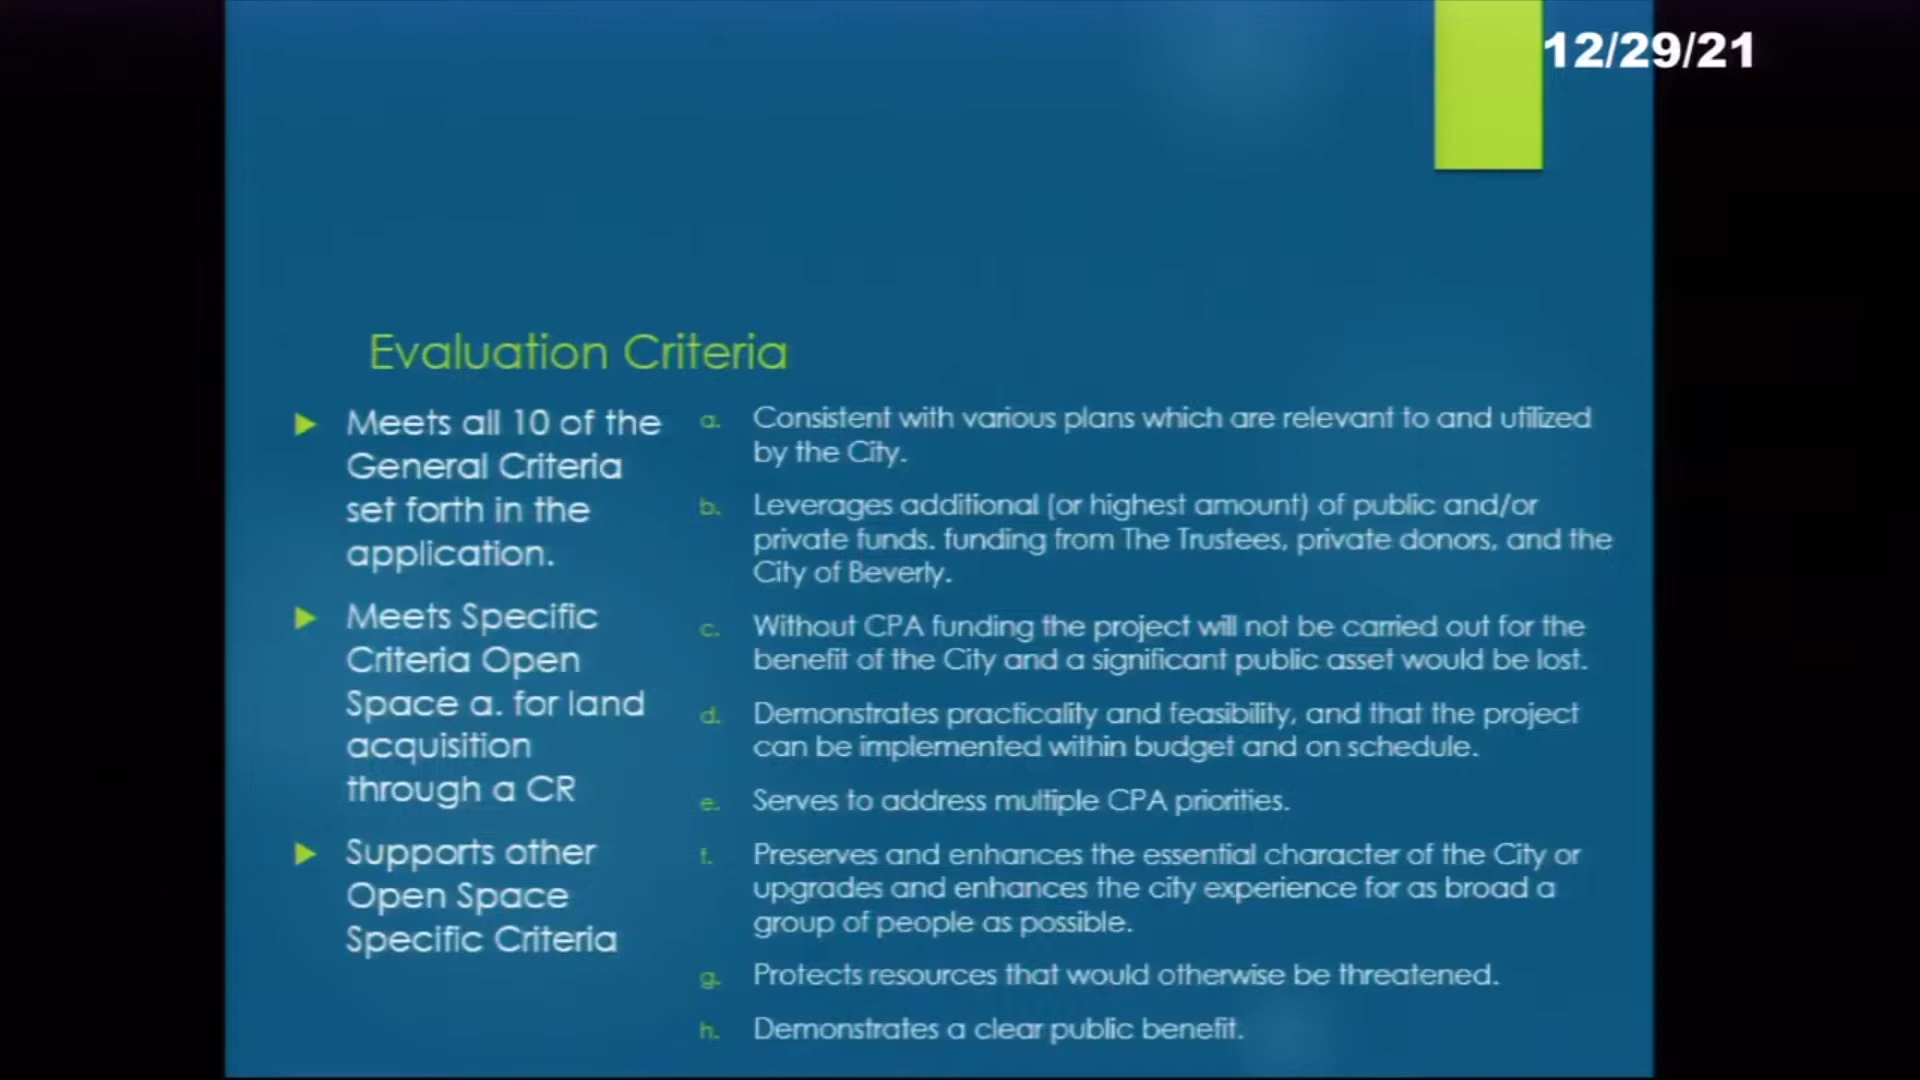 12/29/21
Evaluation Criteria
Meets all 10 of the
General Criteria
set forth in the
application.
Meets Specific
Criteria Open
Space a. for land
acquisition
through a CR
Supports other
Open Space
Specific Criteria
a. Consistent with various plans which are relevant to and utilized
by the City.
b. Leverages additional (or highest amount) of public and/or
private funds. funding from The Trustees, private donors, and the
City of Beverly.
c. Without CPA funding the project will not be carried out for the
benefit of the City and a significant public asset would be lost.
d. Demonstrates practicality and feasibility, and that the project
can be implemented within budget and on schedule.
e. Serves to address multiple CPA priorities.
f. Preserves and enhances the essential character of the City or
upgrades and enhances the city experience for as broad a
group of people as possible.
g. Protects resources that would otherwise be threatened.
h. Demonstrates a clear public benefit.